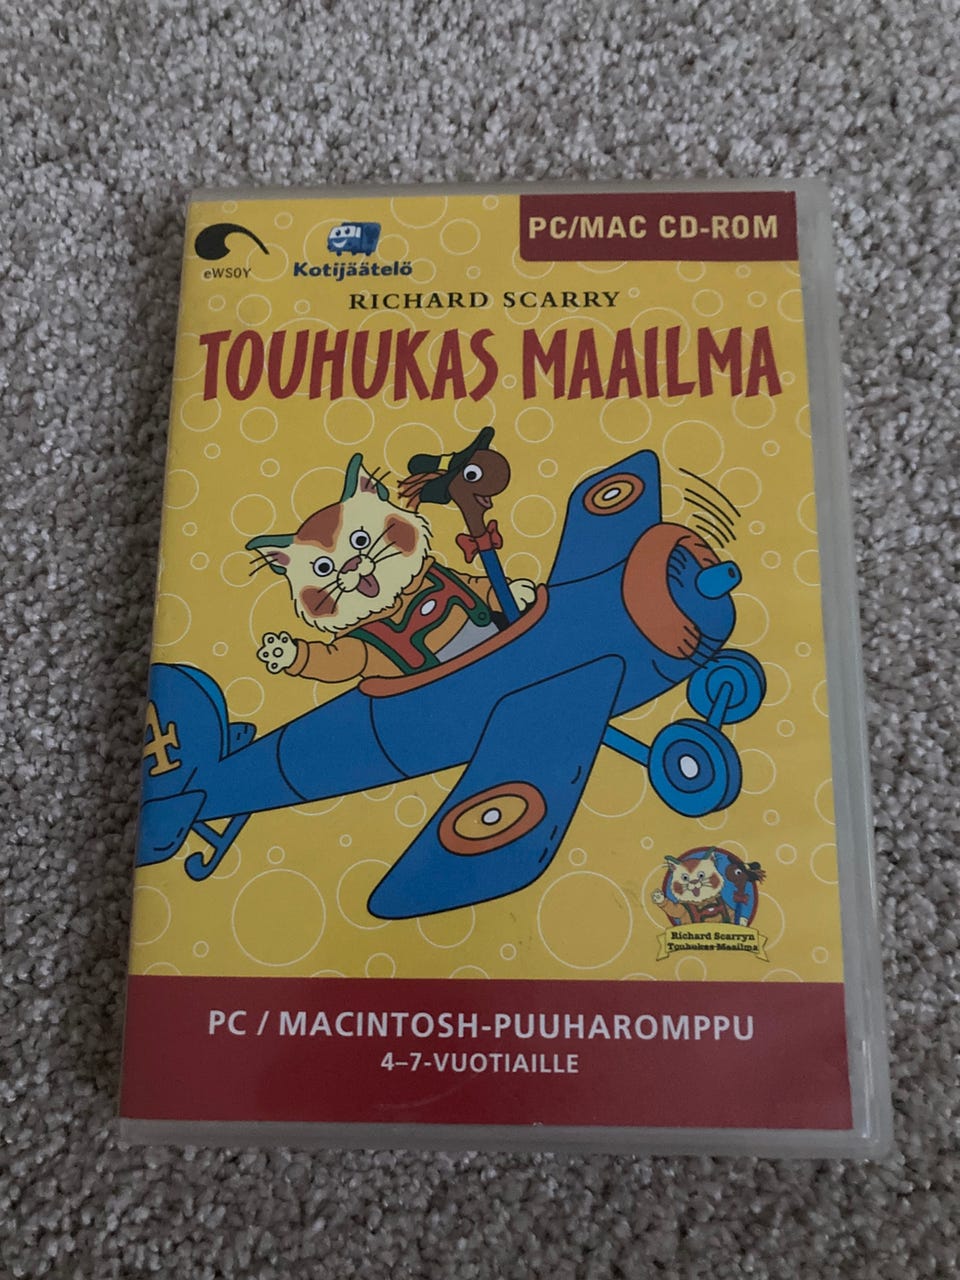 PC/MAC CD-ROM
eWSOY
Kotijäätelö
RICHARD SCARRY
TOUHUKAS MAAILMA
4
Richard Scarryn
Touhukas Maailma
PC / MACINTOSH-PUUHAROMPPU
4–7-VUOTIAILLE